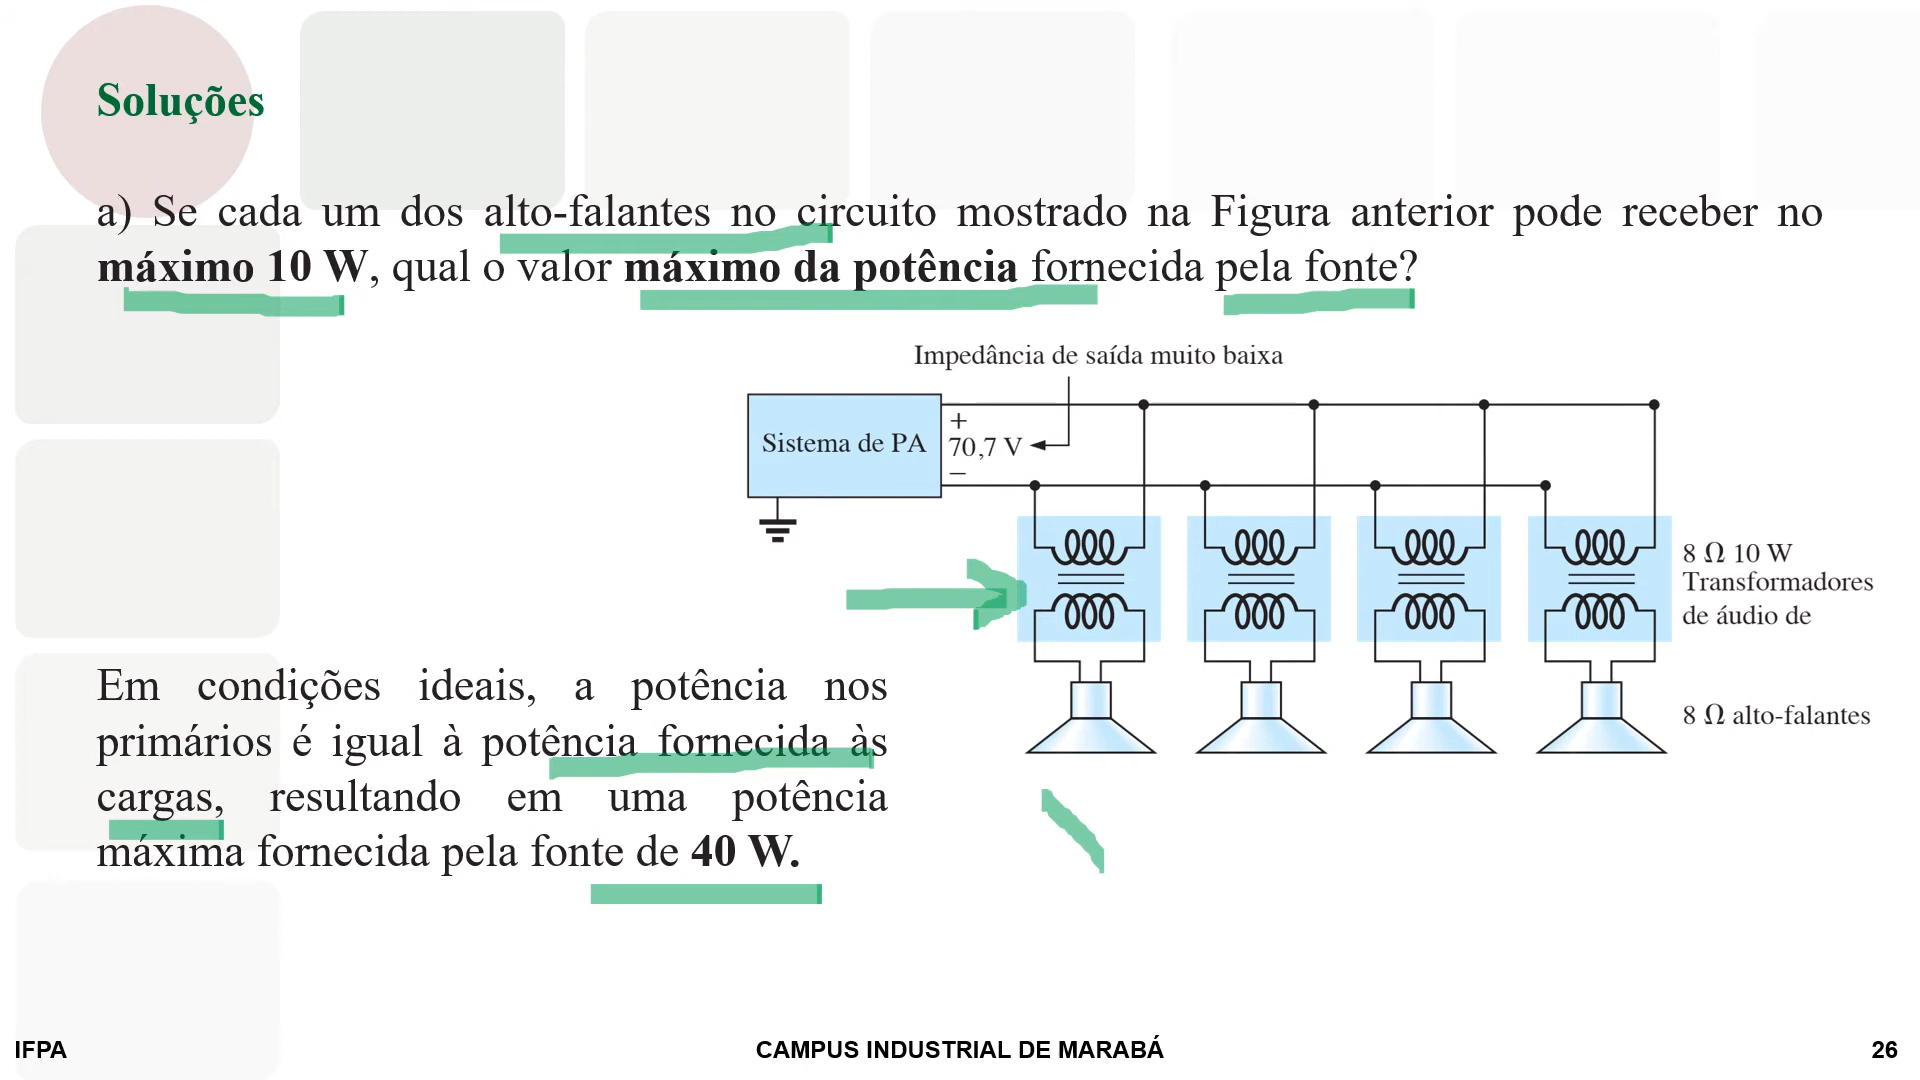 Soluções
a) Se cada um dos alto-falantes no circuito mostrado na Figura anterior pode receber no
máximo 10 W, qual o valor máximo da potência fornecida pela fonte?
Impedância de saída muito baixa
Sistema de PA
+
70,7 V
−
8 Ω 10 W
Transformadores
de áudio de
8 Ω alto-falantes
Em condições ideais, a potência nos
primários é igual à potência fornecida às
cargas, resultando em uma potência
máxima fornecida pela fonte de 40 W.
IFPA
CAMPUS INDUSTRIAL DE MARABÁ
26